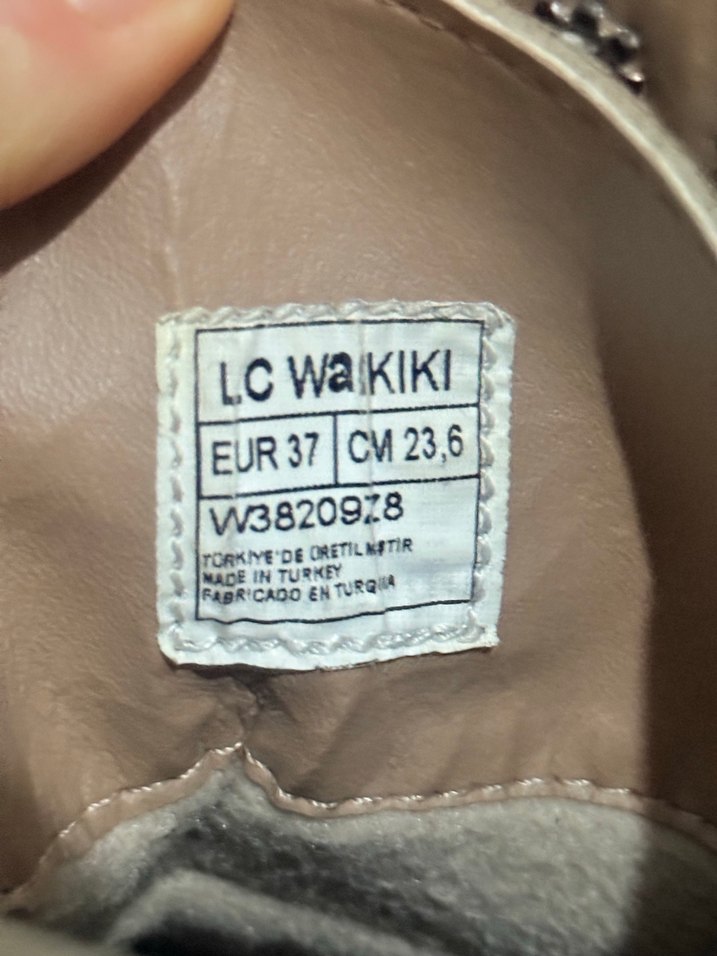 LC WaiKIKI
EUR 37 CM 23,6
W38209Z8
TÜRKİYE'DE ÜRETİLMİŞTİR
MADE IN TURKEY
FABRICADO EN TURQUIA